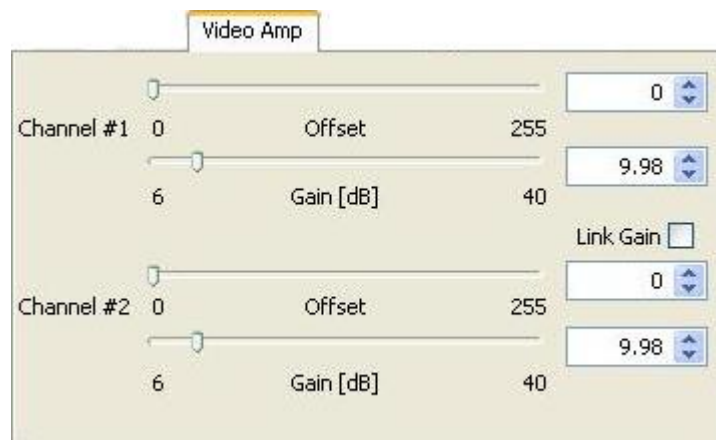 Video Amp
0
Channel #1 0 Offset 255
9.98
6 Gain [dB] 40
Link Gain
0
Channel #2 0 Offset 255
9.98
6 Gain [dB] 40